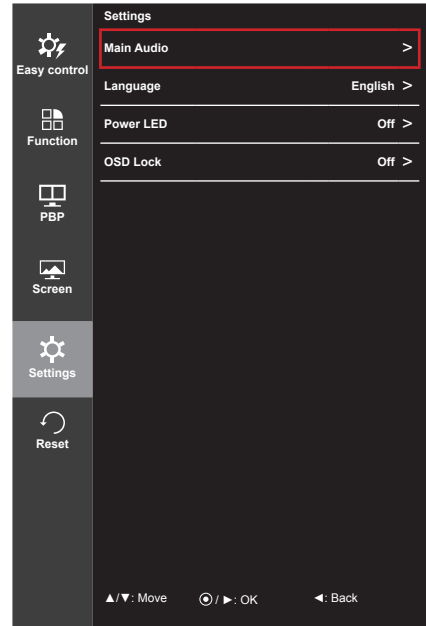 Settings
Easy control
Main Audio >
Language English >
Function
Power LED Off >
OSD Lock Off >
PBP
Screen
Settings
Reset
▲/▼: Move ⦿ / ►: OK ◄: Back